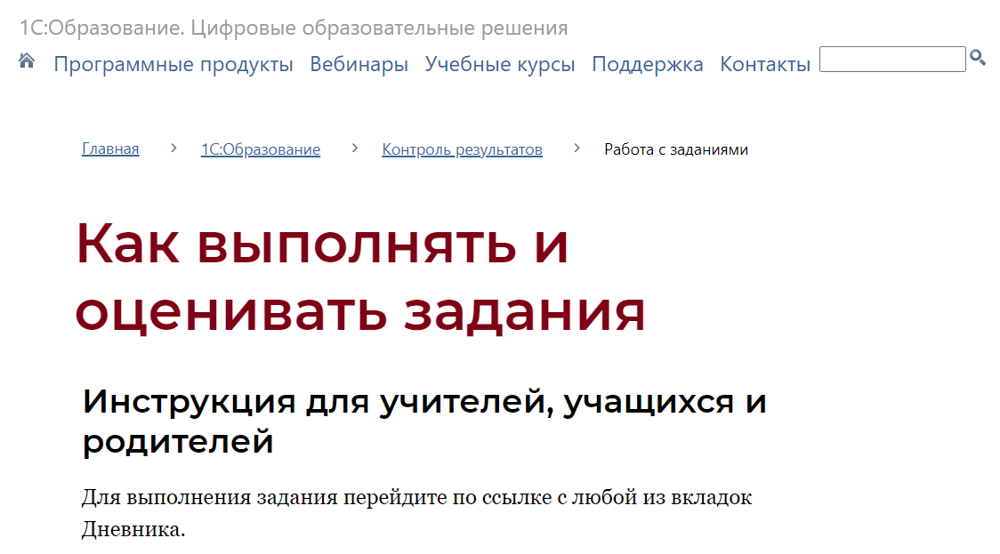 1С:Образование. Цифровые образовательные решения
Программные продукты Вебинары Учебные курсы Поддержка Контакты
Главная > 1С:Образование > Контроль результатов > Работа с заданиями
Как выполнять и
оценивать задания
Инструкция для учителей, учащихся и
родителей
Для выполнения задания перейдите по ссылке с любой из вкладок
Дневника.